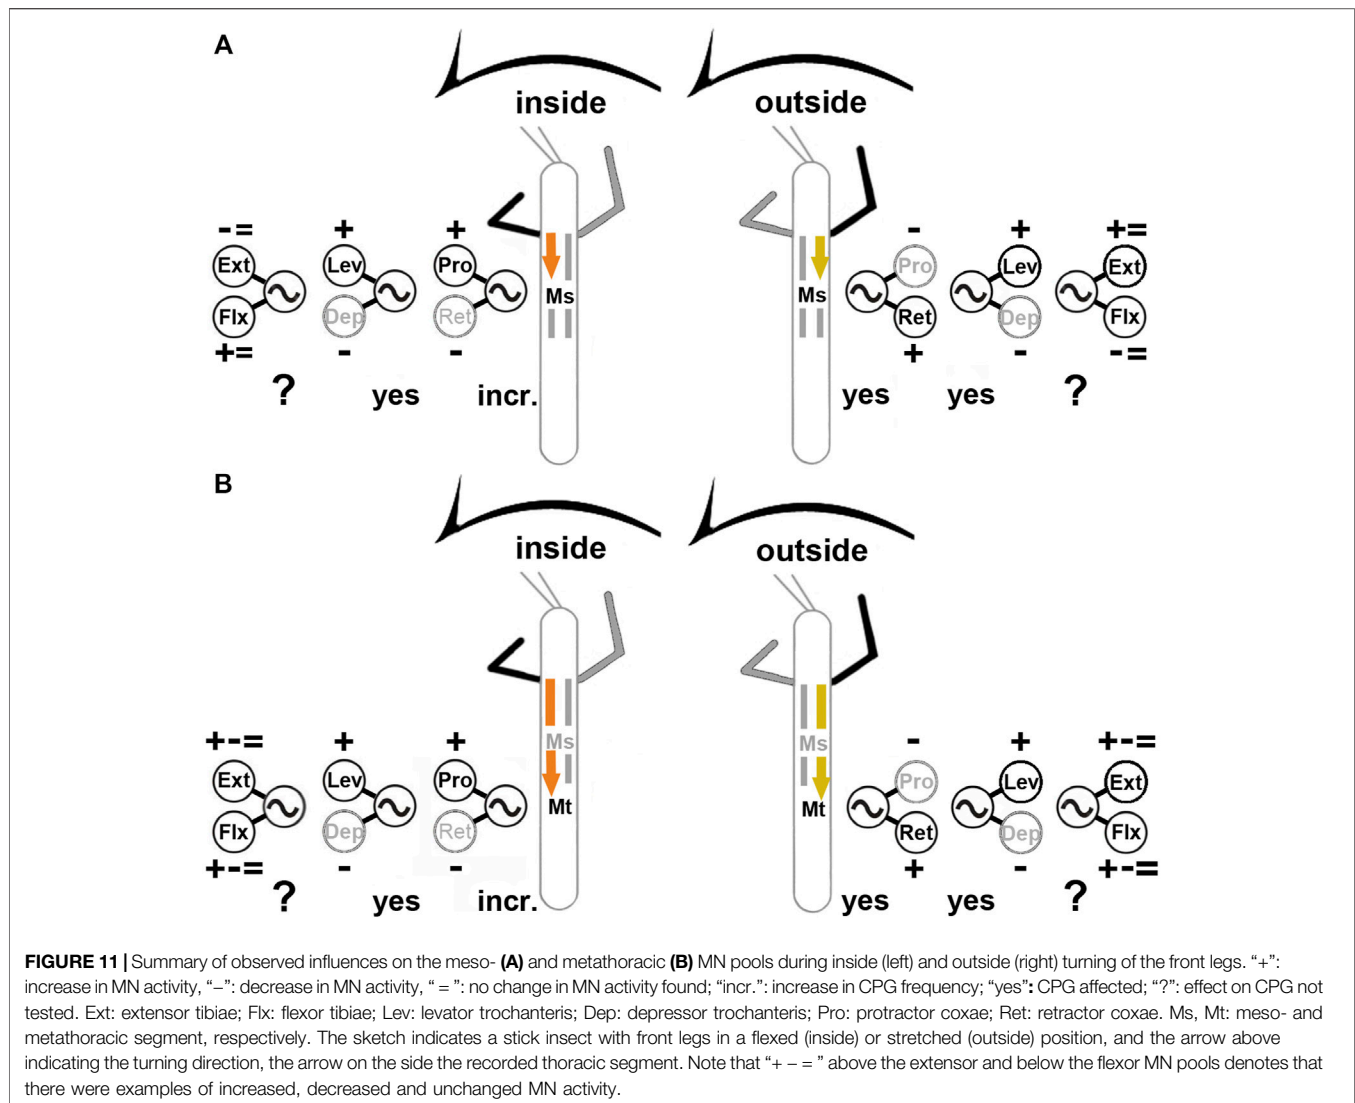 A
inside outside
-= + + - + +=
Ext Lev Pro Pro Lev Ext
Ms Ms
Flx Dep Ret Ret Dep Flx
+= - - + - -=
? yes incr. yes yes ?
B
inside outside
+-= + + - + +-=
Ms Ms
Ext Lev Pro Pro Lev Ext
Mt Mt
Flx Dep Ret Ret Dep Flx
+-= - - + - +-=
? yes incr. yes yes ?
FIGURE 11 | Summary of observed influences on the meso- (A) and metathoracic (B) MN pools during inside (left) and outside (right) turning of the front legs. “+”:
increase in MN activity, “−”: decrease in MN activity, “ = ”: no change in MN activity found; “incr.”: increase in CPG frequency; “yes”: CPG affected; “?”: effect on CPG not
tested. Ext: extensor tibiae; Flx: flexor tibiae; Lev: levator trochanteris; Dep: depressor trochanteris; Pro: protractor coxae; Ret: retractor coxae. Ms, Mt: meso- and
metathoracic segment, respectively. The sketch indicates a stick insect with front legs in a flexed (inside) or stretched (outside) position, and the arrow above
indicating the turning direction, the arrow on the side the recorded thoracic segment. Note that “+ − = ” above the extensor and below the flexor MN pools denotes that
there were examples of increased, decreased and unchanged MN activity.